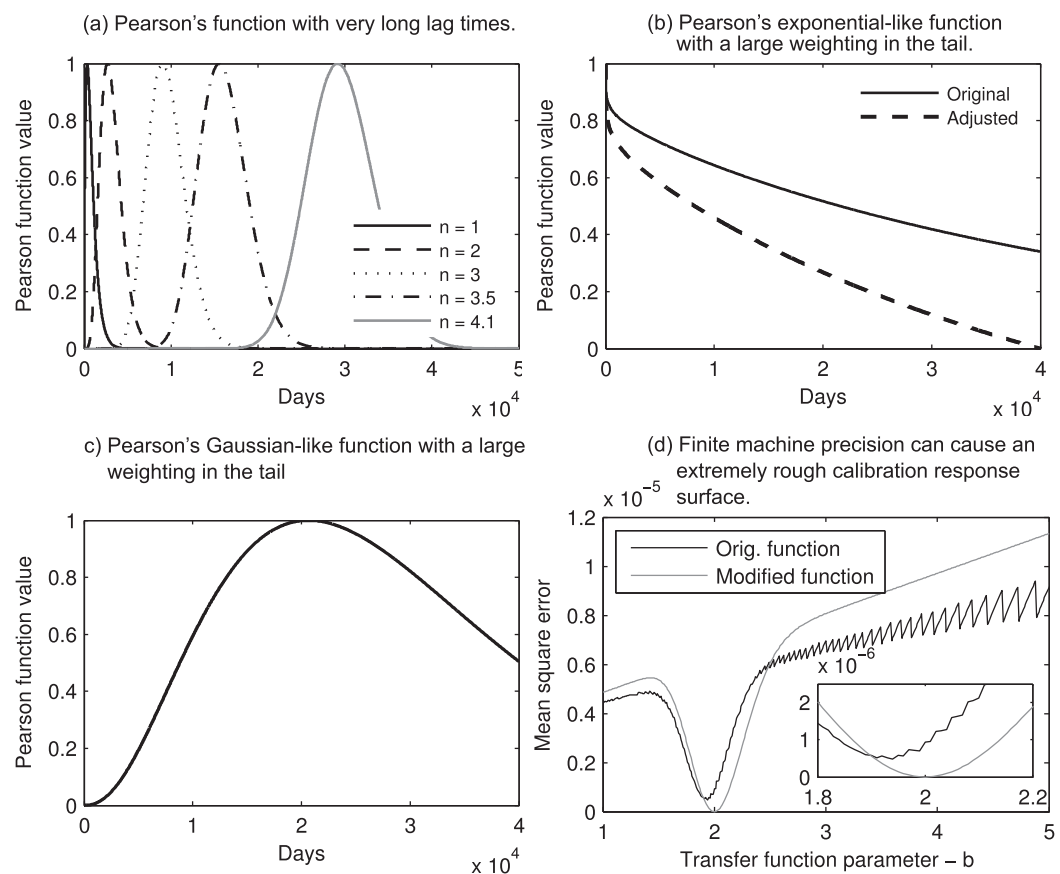 (a) Pearson's function with very long lag times.
1
0.8
0.6
0.4
0.2
0
Pearson function value
n = 1
n = 2
n = 3
n = 3.5
n = 4.1
0 1 2 3 4 5
Days
x 10^4
(b) Pearson's exponential-like function
with a large weighting in the tail.
1
0.8
0.6
0.4
0.2
0
Pearson function value
Original
Adjusted
0 1 2 3 4
Days
x 10^4
c) Pearson's Gaussian-like function with a large
weighting in the tail
1
0.8
0.6
0.4
0.2
0
Pearson function value
0 1 2 3 4
Days
x 10^4
(d) Finite machine precision can cause an
extremely rough calibration response
surface.
x 10^−5
1.2
1
0.8
0.6
0.4
0.2
0
Mean square error
Orig. function
Modified function
x 10^−6
2
1
0
1.8 2 2.2
1 2 3 4 5
Transfer function parameter – b